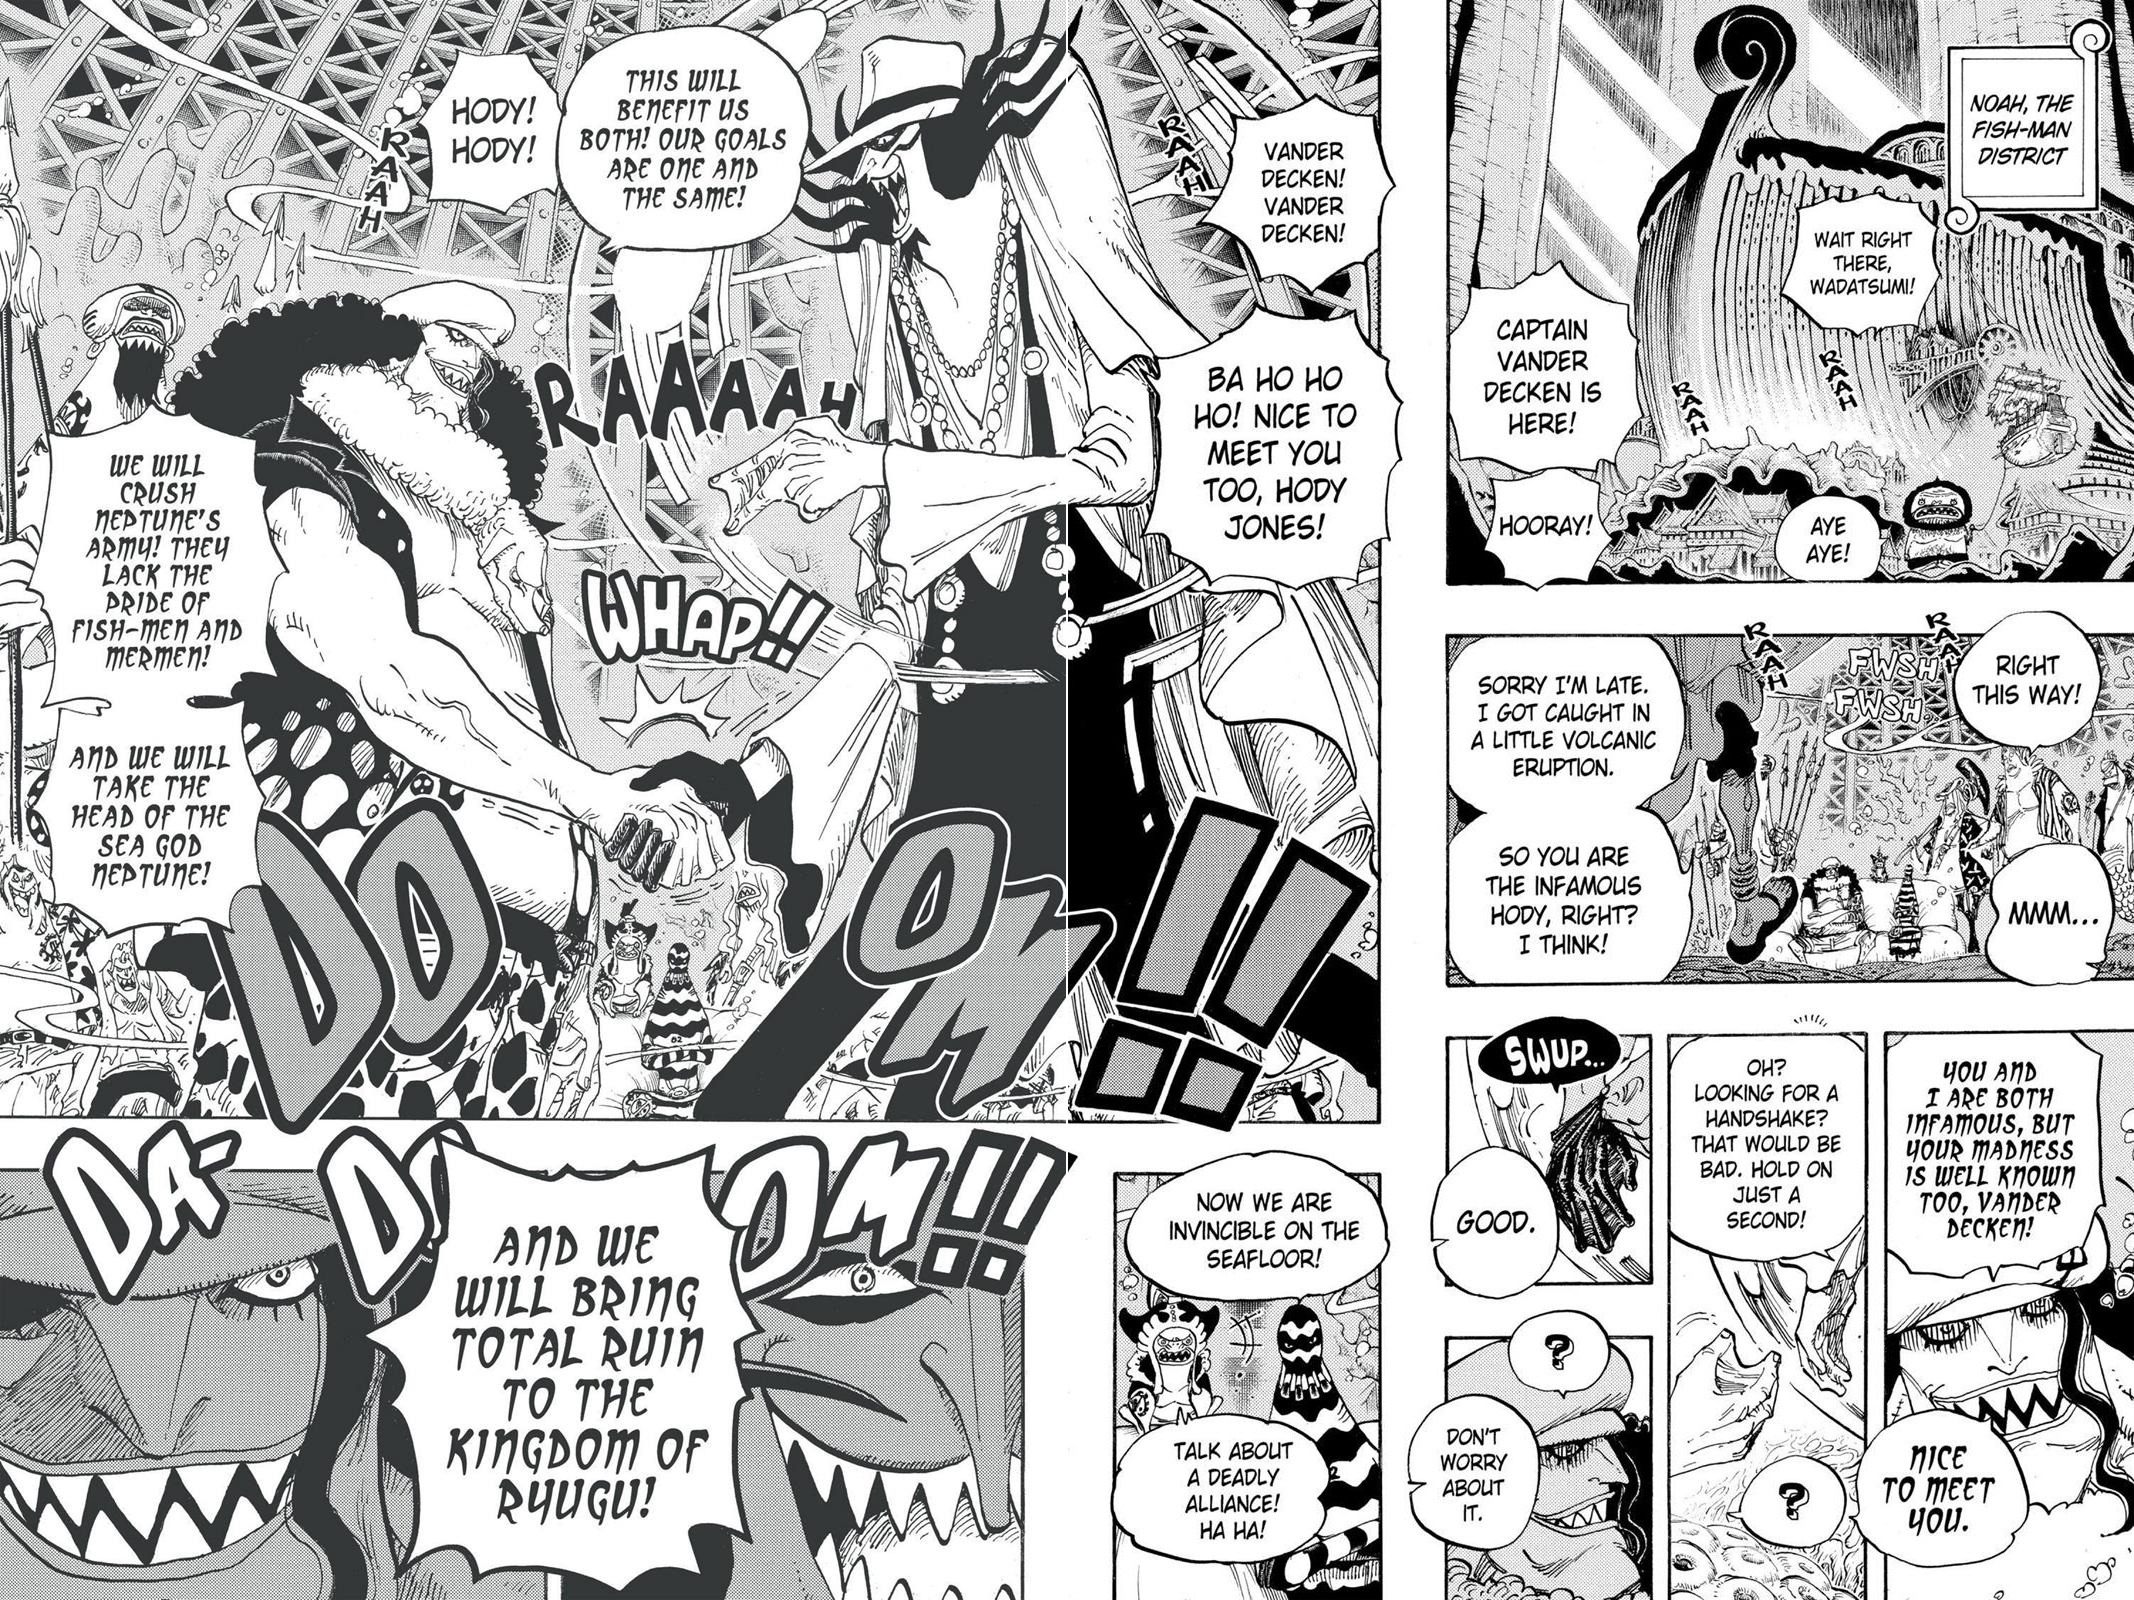 NOAH, THE
FISH-MAN
DISTRICT
WAIT RIGHT
THERE,
WADATSUMI!
CAPTAIN
VANDER
DECKEN IS
HERE!
RAAH
RAAH
AYE
AYE!
HOORAY!
RAAH
RAAH
FWSH
FWSH
RIGHT
THIS WAY!
SORRY I'M LATE.
I GOT CAUGHT IN
A LITTLE VOLCANIC
ERUPTION.
SO YOU ARE
THE INFAMOUS
HODY, RIGHT?
I THINK!
MMM...
YOU AND
I ARE BOTH
INFAMOUS, BUT
YOUR MADNESS
IS WELL KNOWN
TOO, VANDER
DECKEN!
NICE
TO MEET
YOU.
OH?
LOOKING FOR A
HANDSHAKE?
THAT WOULD BE
BAD. HOLD ON
JUST A
SECOND!
?
SWUP...
GOOD.
?
DON'T
WORRY
ABOUT
IT.
VANDER
DECKEN!
VANDER
DECKEN!
RAAH
BA HO HO
HO! NICE TO
MEET YOU
TOO, HODY
JONES!
THIS WILL
BENEFIT US
BOTH! OUR GOALS
ARE ONE AND
THE SAME!
HODY!
HODY!
RAAH
RAAAAH
WHAP!!
WE WILL
CRUSH
NEPTUNE'S
ARMY! THEY
LACK THE
PRIDE OF
FISH-MEN AND
MERMEN!
AND WE WILL
TAKE THE
HEAD OF THE
SEA GOD
NEPTUNE!
DOOM!!
NOW WE ARE
INVINCIBLE ON THE
SEAFLOOR!
TALK ABOUT
A DEADLY
ALLIANCE!
HA HA!
DA-
DOOM!!
AND WE
WILL BRING
TOTAL RUIN
TO THE
KINGDOM OF
RYUGU!